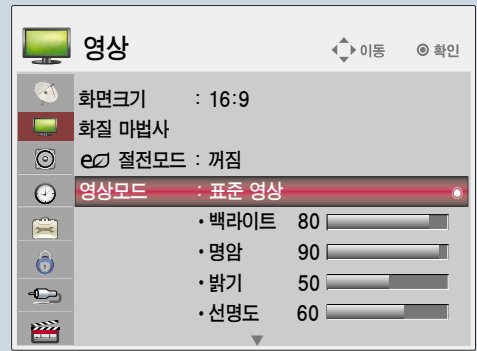 영상 이동 ◉ 확인
화면크기 : 16:9
화질 마법사
e 절전모드 : 꺼짐
영상모드 : 표준 영상
• 백라이트 80
• 명암 90
• 밝기 50
• 선명도 60